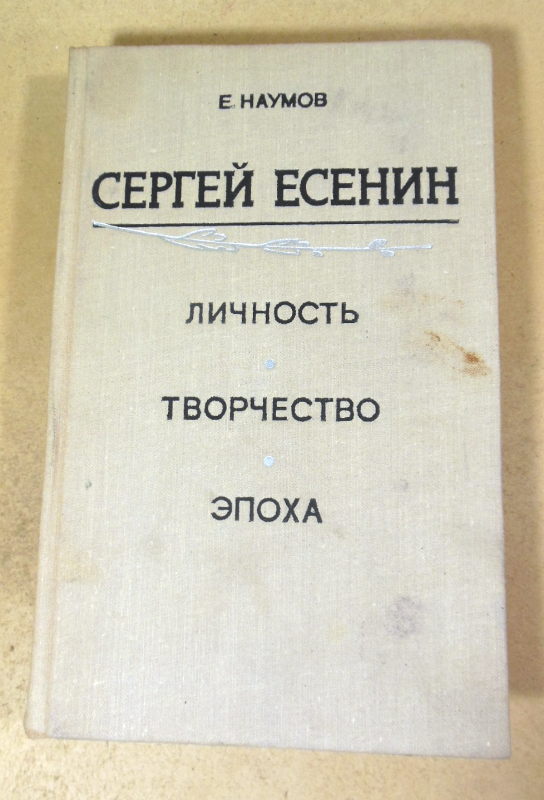 Е. НАУМОВ
СЕРГЕЙ ЕСЕНИН
ЛИЧНОСТЬ
ТВОРЧЕСТВО
ЭПОХА